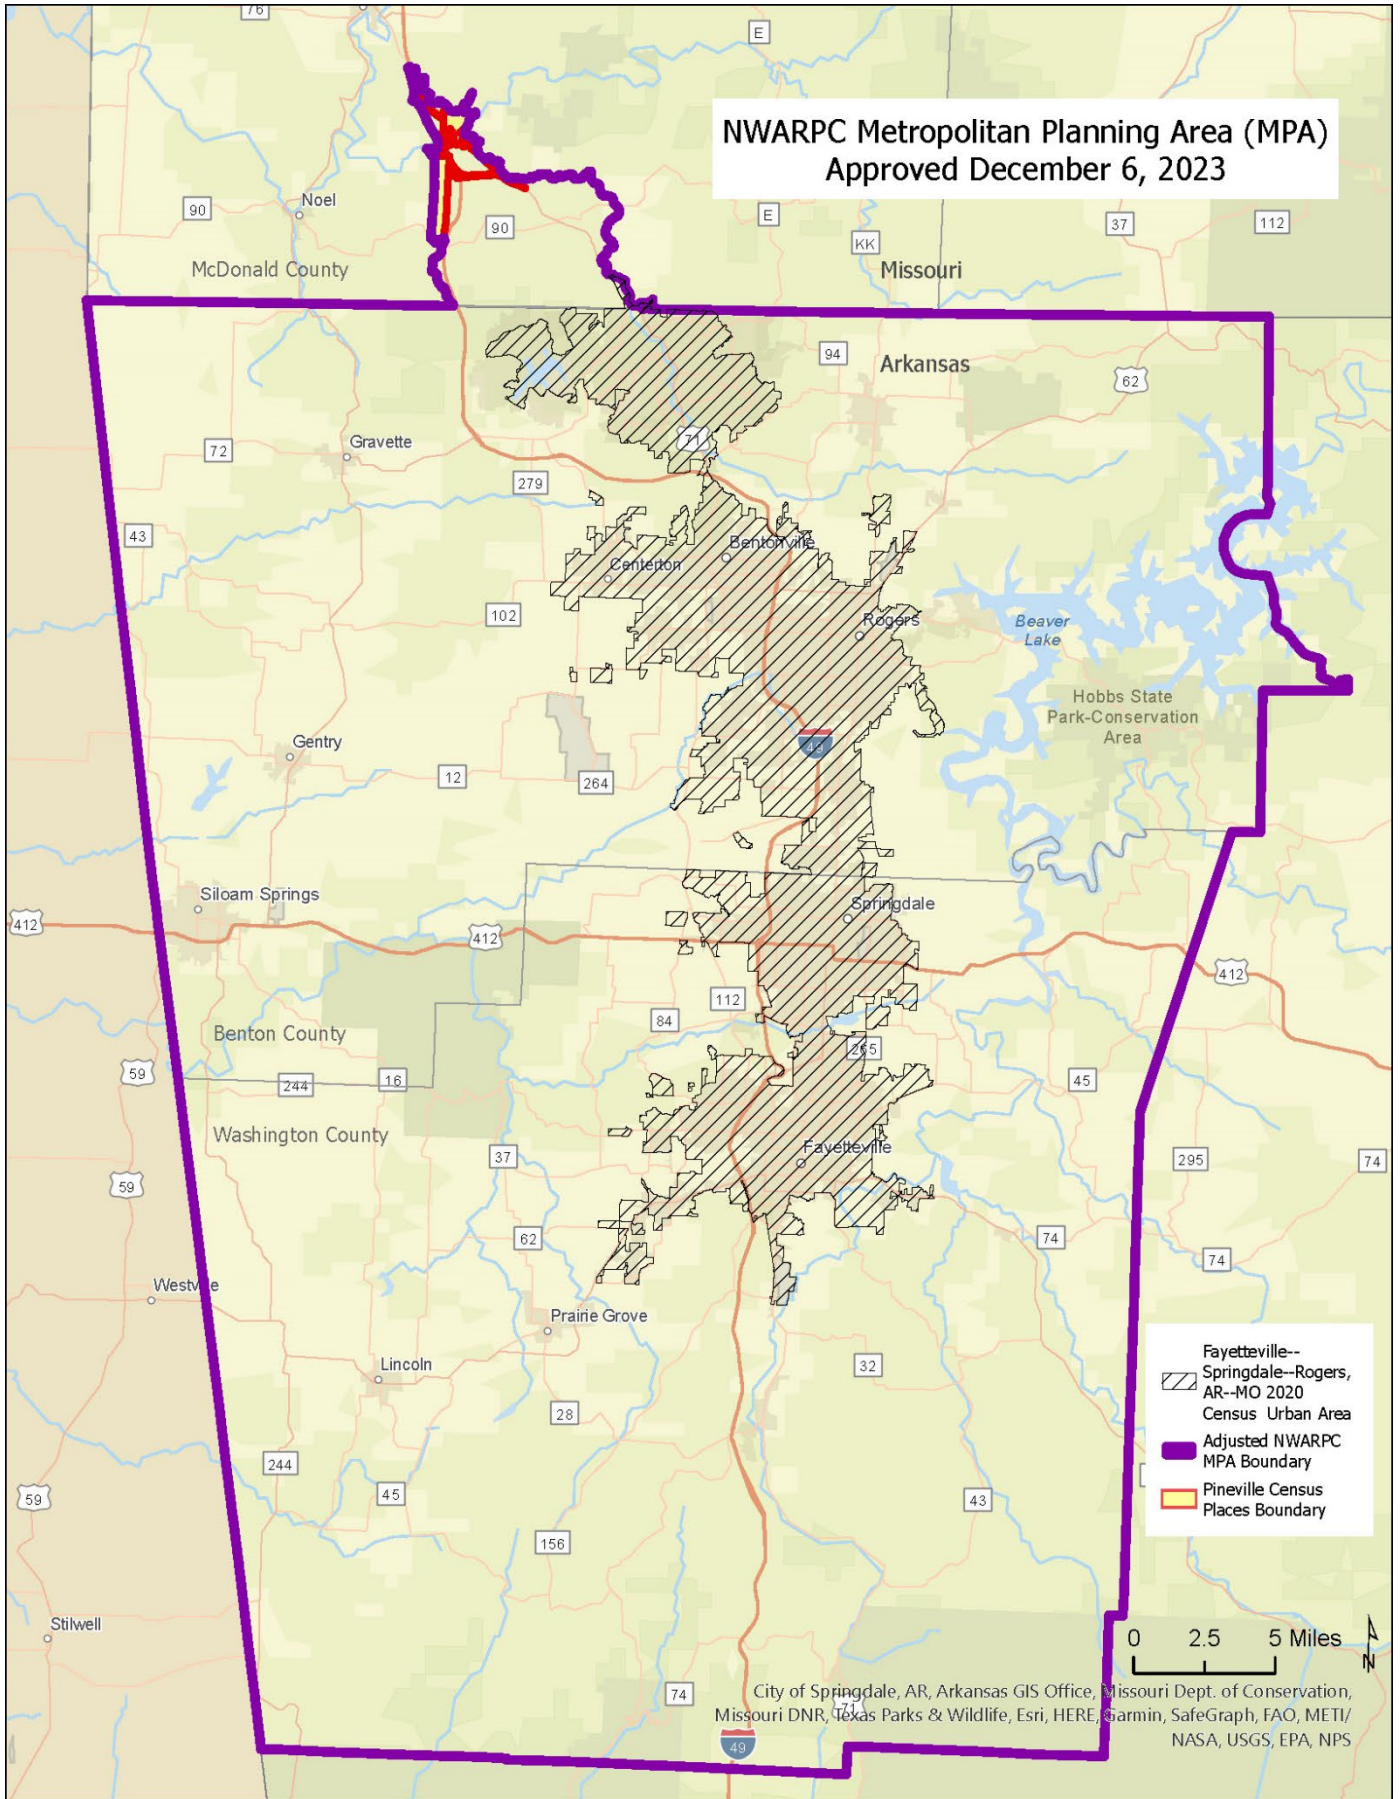 76
E
NWARPC Metropolitan Planning Area (MPA)
Approved December 6, 2023
Noel
90
90
E
37
112
KK
McDonald County
Missouri
94
Arkansas
62
71
72
Gravette
279
43
Bentonville
Centerton
102
Rogers
Beaver
Lake
Hobbs State
Park-Conservation
Area
Gentry
49
12
264
Siloam Springs
Springdale
412
412
412
112
84
Benton County
265
59
244
16
45
Washington County
Fayetteville
37
295
74
59
62
74
74
Westville
Prairie Grove
Lincoln
32
28
244
45
59
43
156
Fayetteville--
Springdale--Rogers,
AR--MO 2020
Census Urban Area
Adjusted NWARPC
MPA Boundary
Pineville Census
Places Boundary
Stilwell
0 2.5 5 Miles
N
74
71
49
City of Springdale, AR, Arkansas GIS Office, Missouri Dept. of Conservation,
Missouri DNR, Texas Parks & Wildlife, Esri, HERE, Garmin, SafeGraph, FAO, METI/
NASA, USGS, EPA, NPS